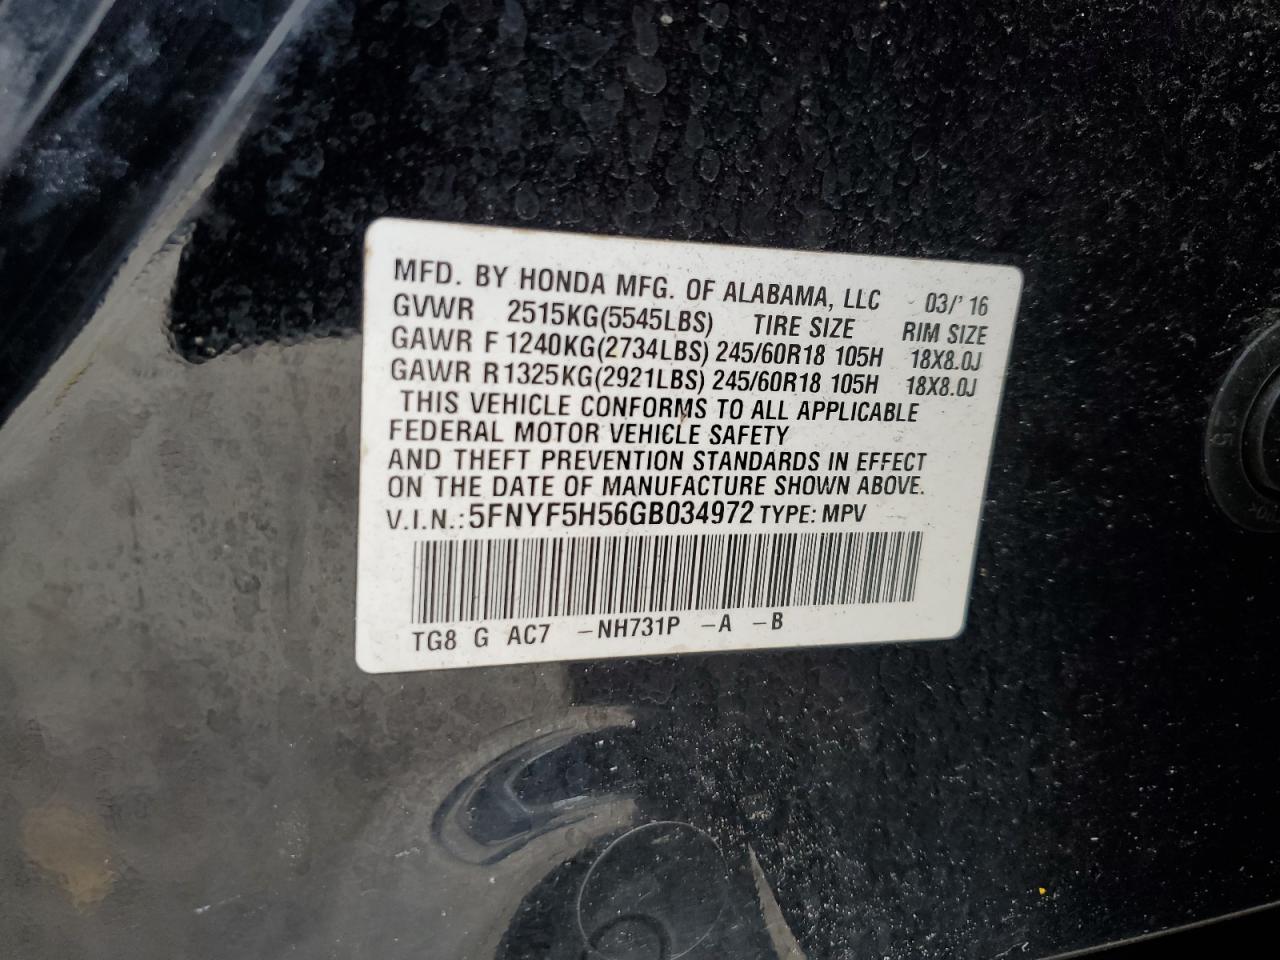 MFD. BY HONDA MFG. OF ALABAMA, LLC 03/'16
GVWR 2515KG(5545LBS) TIRE SIZE RIM SIZE
GAWR F 1240KG(2734LBS) 245/60R18 105H 18X8.0J
GAWR R 1325KG(2921LBS) 245/60R18 105H 18X8.0J
THIS VEHICLE CONFORMS TO ALL APPLICABLE
FEDERAL MOTOR VEHICLE SAFETY
AND THEFT PREVENTION STANDARDS IN EFFECT
ON THE DATE OF MANUFACTURE SHOWN ABOVE.
V.I.N.: 5FNYF5H56GB034972 TYPE: MPV
TG8 G AC7 -NH731P -A -B